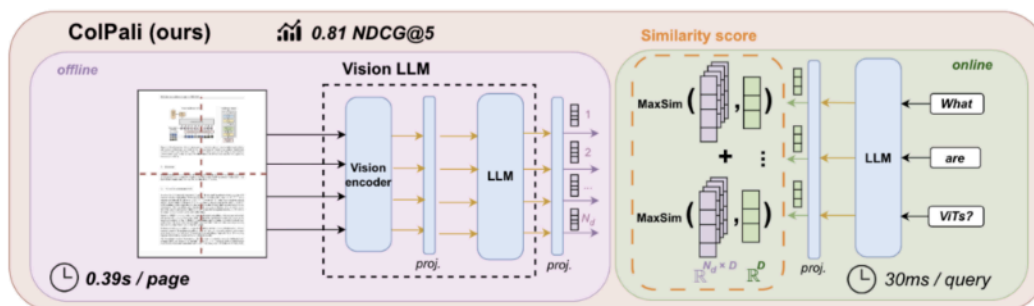 ColPali (ours)
0.81 NDCG@5
offline
Vision LLM
Vision
encoder
proj.
LLM
proj.
1
2
...
N_d
0.39s / page
Similarity score
online
MaxSim ( , )
+ ...
MaxSim ( , )
ℝ^{N_d × D} ℝ^D
proj.
LLM
What
are
ViTs?
30ms / query